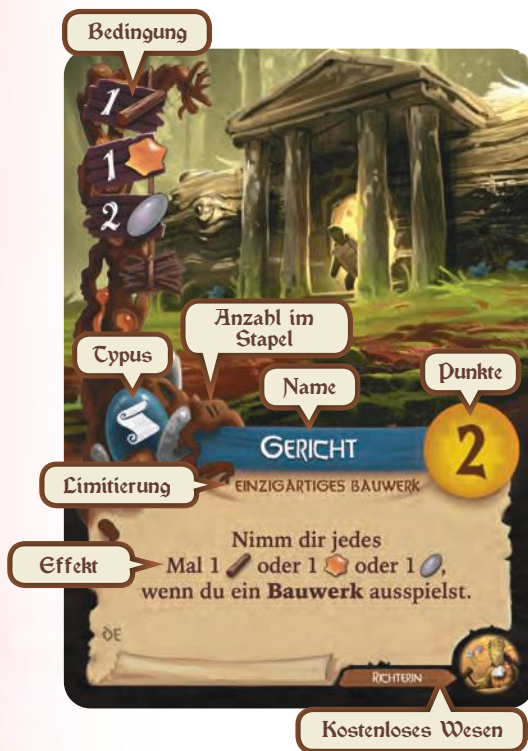 Bedingung
1
1
2
Anzahl im
Stapel
Typus
Name
Punkte
GERICHT
2
Limitierung
EINZIGARTIGES BAUWERK
Effekt
Nimm dir jedes
Mal 1 oder 1 oder 1 ,
wenn du ein Bauwerk ausspielst.
DE
RICHTERIN
Kostenloses Wesen